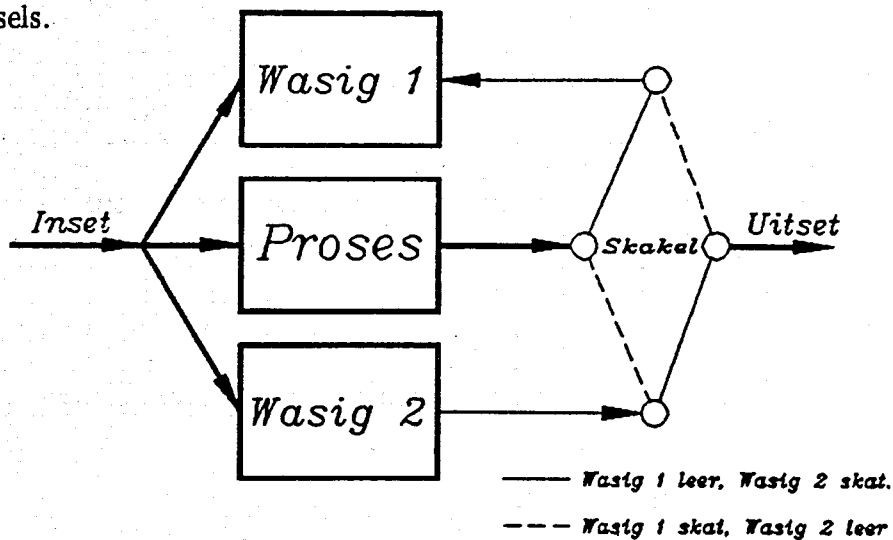 sels.
Wasig 1
Inset
Proses
Skakel
Uitset
Wasig 2
Wasig 1 leer, Wasig 2 skat.
Wasig 1 skat, Wasig 2 leer